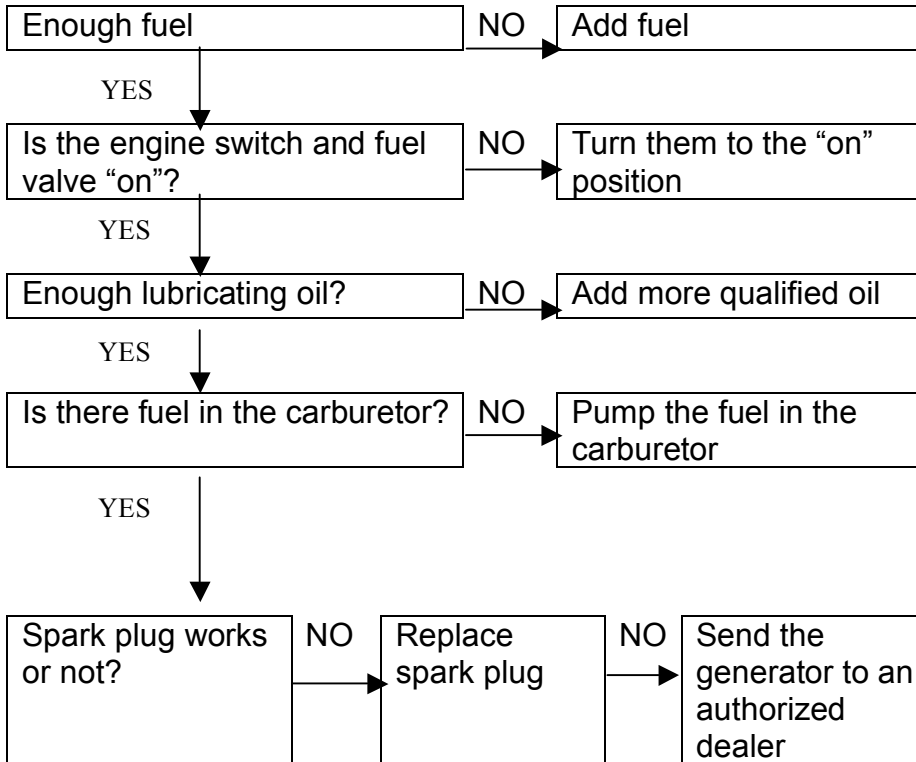 Enough fuel
NO
Add fuel
YES
Is the engine switch and fuel
valve “on”?
NO
Turn them to the “on”
position
YES
Enough lubricating oil?
NO
Add more qualified oil
YES
Is there fuel in the carburetor?
NO
Pump the fuel in the
carburetor
YES
Spark plug works
or not?
NO
Replace
spark plug
NO
Send the
generator to an
authorized
dealer